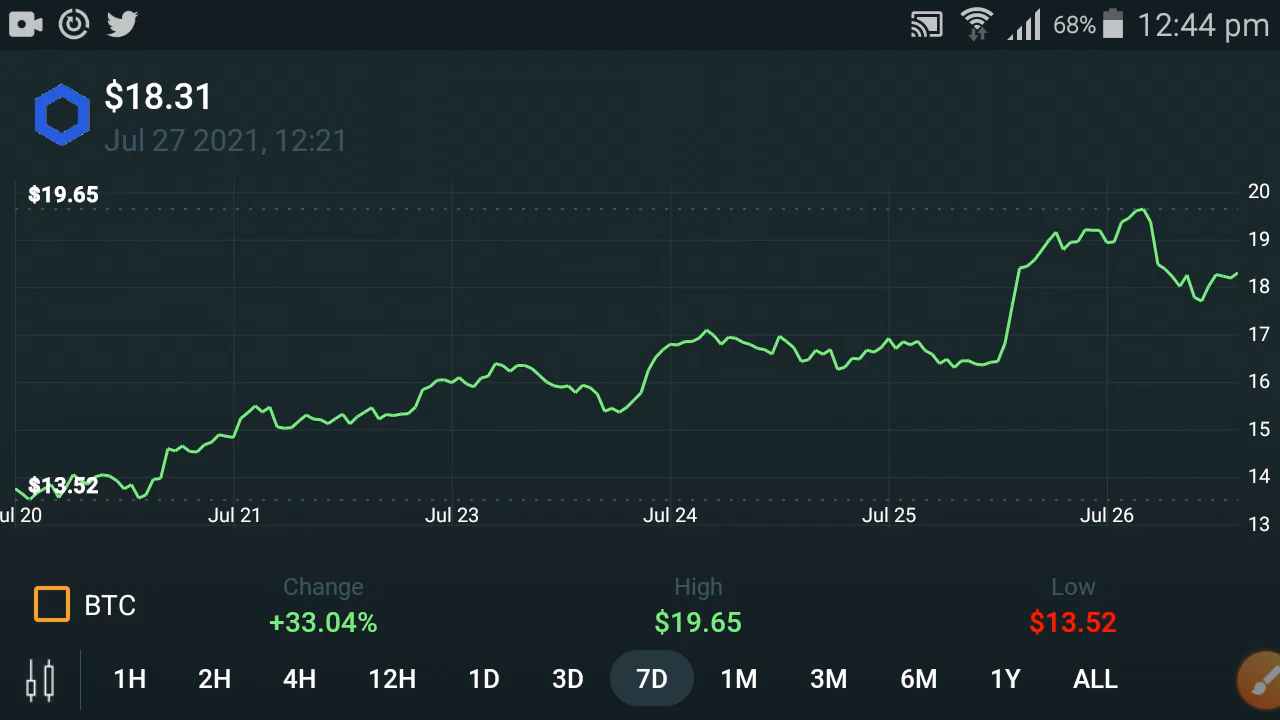 68% 12:44 pm
$18.31
Jul 27 2021, 12:21
$19.65
20
19
18
17
16
15
$13.52
14
ul 20 Jul 21 Jul 23 Jul 24 Jul 25 Jul 26
13
BTC
Change High Low
+33.04% $19.65 $13.52
1H 2H 4H 12H 1D 3D 7D 1M 3M 6M 1Y ALL